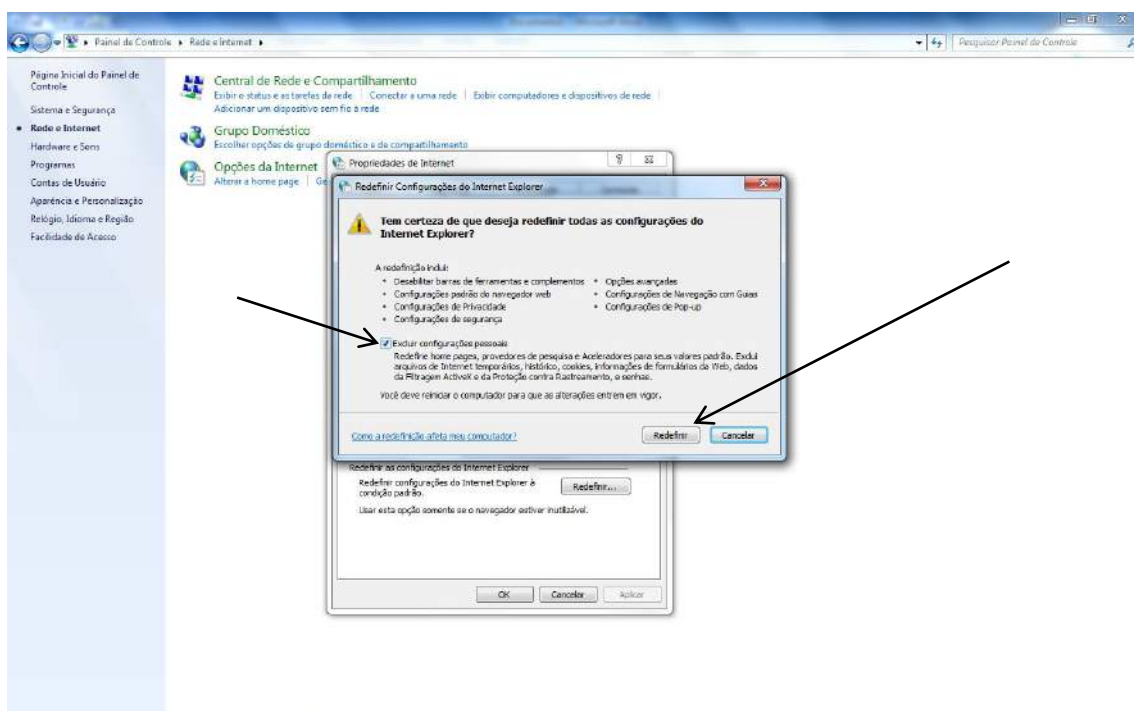 Painel de Controle ▸ Rede e Internet ▸
Pesquisar Painel de Controle
Página Inicial do Painel de
Controle
Sistema e Segurança
Rede e Internet
Hardware e Sons
Programas
Contas de Usuário
Aparência e Personalização
Relógio, Idioma e Região
Facilidade de Acesso
Central de Rede e Compartilhamento
Exibir o status e as tarefas da rede | Conectar a uma rede | Exibir computadores e dispositivos de rede
Adicionar um dispositivo sem fio à rede
Grupo Doméstico
Escolher opções de grupo doméstico e de compartilhamento
Opções da Internet
Alterar a home page
Propriedades de Internet
Redefinir Configurações do Internet Explorer
Tem certeza de que deseja redefinir todas as configurações do
Internet Explorer?
A redefinição inclui:
• Desabilitar barras de ferramentas e complementos
• Configurações padrão do navegador web
• Configurações de Privacidade
• Configurações de segurança
• Opções avançadas
• Configurações de Navegação com Guias
• Configurações de Pop-up
Excluir configurações pessoais
Redefine home pages, provedores de pesquisa e Aceleradores para seus valores padrão. Exclui
arquivos de Internet temporários, histórico, cookies, informações de formulários da Web, dados
da Filtragem ActiveX e da Proteção contra Rastreamento, e senhas.
Você deve reiniciar o computador para que as alterações entrem em vigor.
Como a redefinição afeta meu computador?
Redefinir
Cancelar
Redefinir as configurações do Internet Explorer
Redefinir configurações do Internet Explorer à
condição padrão.
Redefinir...
Usar esta opção somente se o navegador estiver inutilizável.
OK
Cancelar
Aplicar